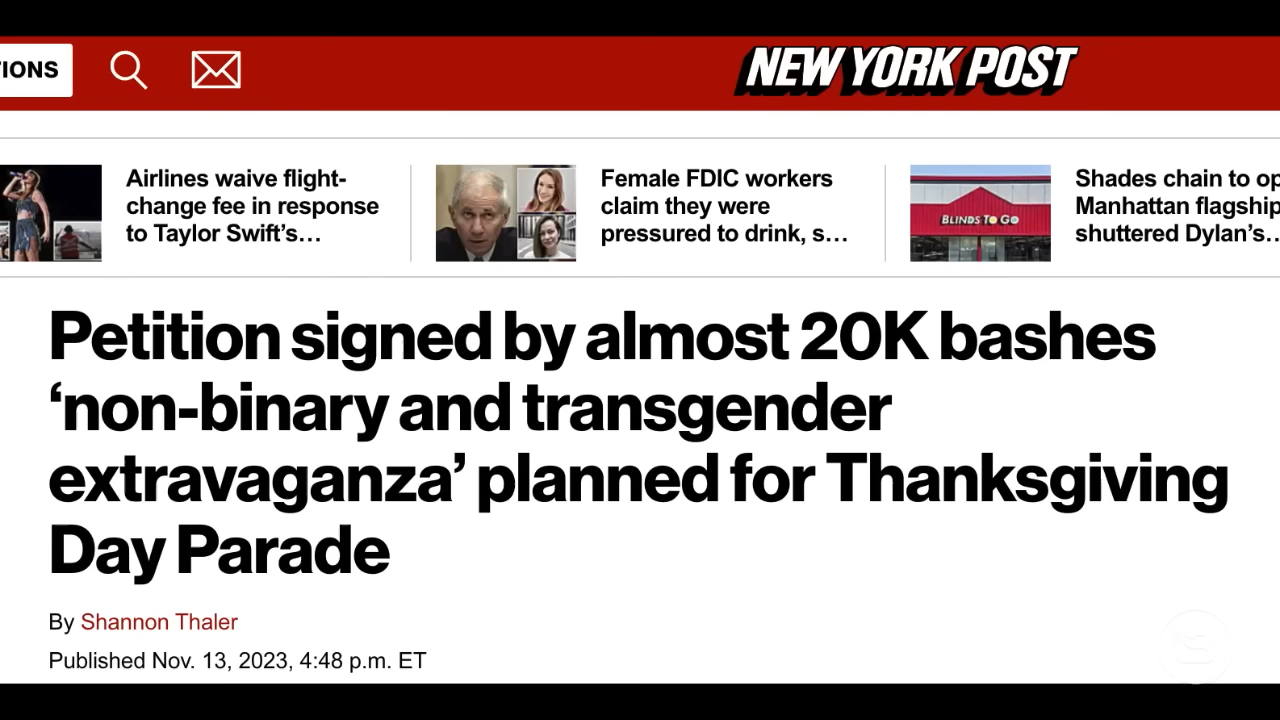 TIONS
NEW YORK POST
Airlines waive flight-
change fee in response
to Taylor Swift’s...
Female FDIC workers
claim they were
pressured to drink, s...
BLINDS TO GO
Shades chain to op
Manhattan flagship
shuttered Dylan’s..
Petition signed by almost 20K bashes
‘non-binary and transgender
extravaganza’ planned for Thanksgiving
Day Parade
By Shannon Thaler
Published Nov. 13, 2023, 4:48 p.m. ET